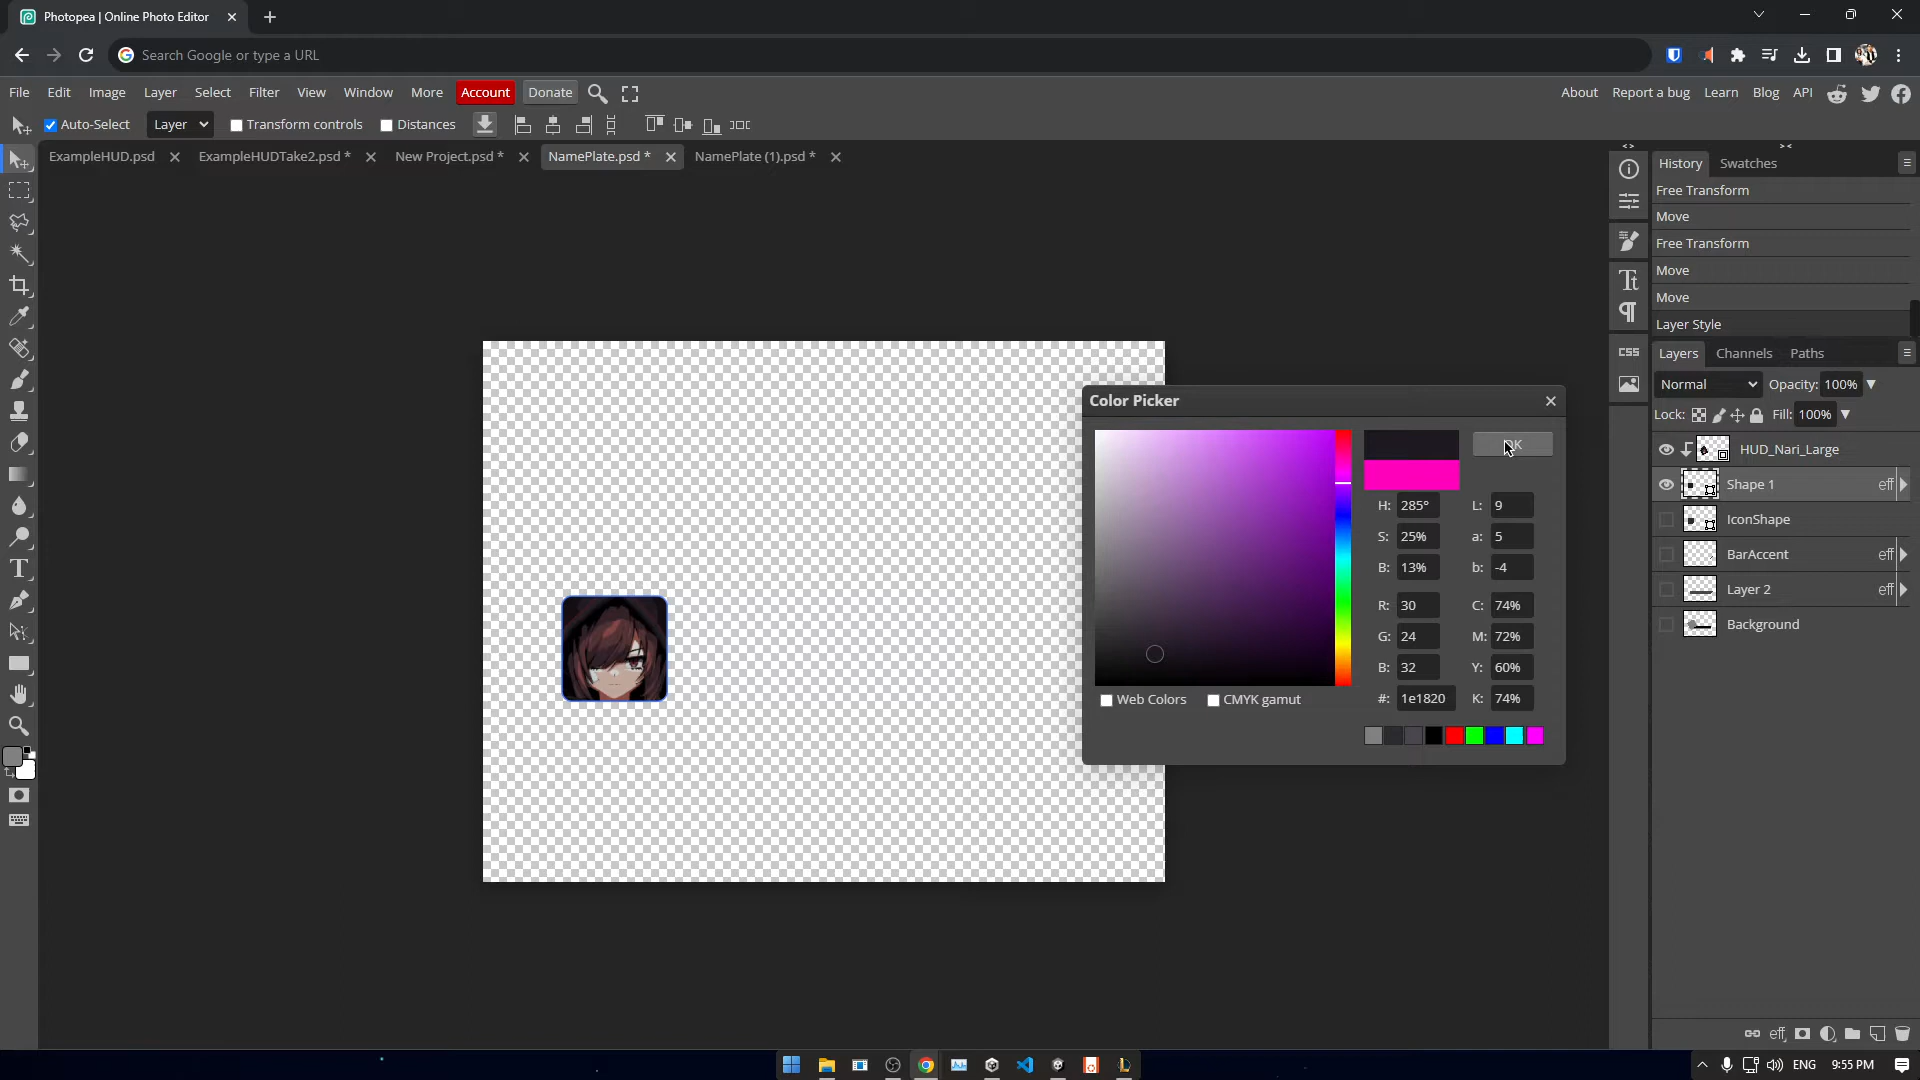 Photopea | Online Photo Editor
Search Google or type a URL
File Edit Image Layer Select Filter View Window More Account Donate
About Report a bug Learn Blog API
Auto-Select Layer Transform controls Distances
ExampleHUD.psd ExampleHUDTake2.psd * New Project.psd * NamePlate.psd * NamePlate (1).psd *
History Swatches
Free Transform
Move
Free Transform
Move
Move
Layer Style
Layers Channels Paths
Normal Opacity: 100%
Lock: Fill: 100%
HUD_Nari_Large
Shape 1 eff
IconShape
BarAccent eff
Layer 2 eff
Background
CSS
Color Picker
OK
H: 285° L: 9
S: 25% a: 5
B: 13% b: -4
R: 30 C: 74%
G: 24 M: 72%
B: 32 Y: 60%
#: 1e1820 K: 74%
Web Colors CMYK gamut
eff
ENG 9:55 PM